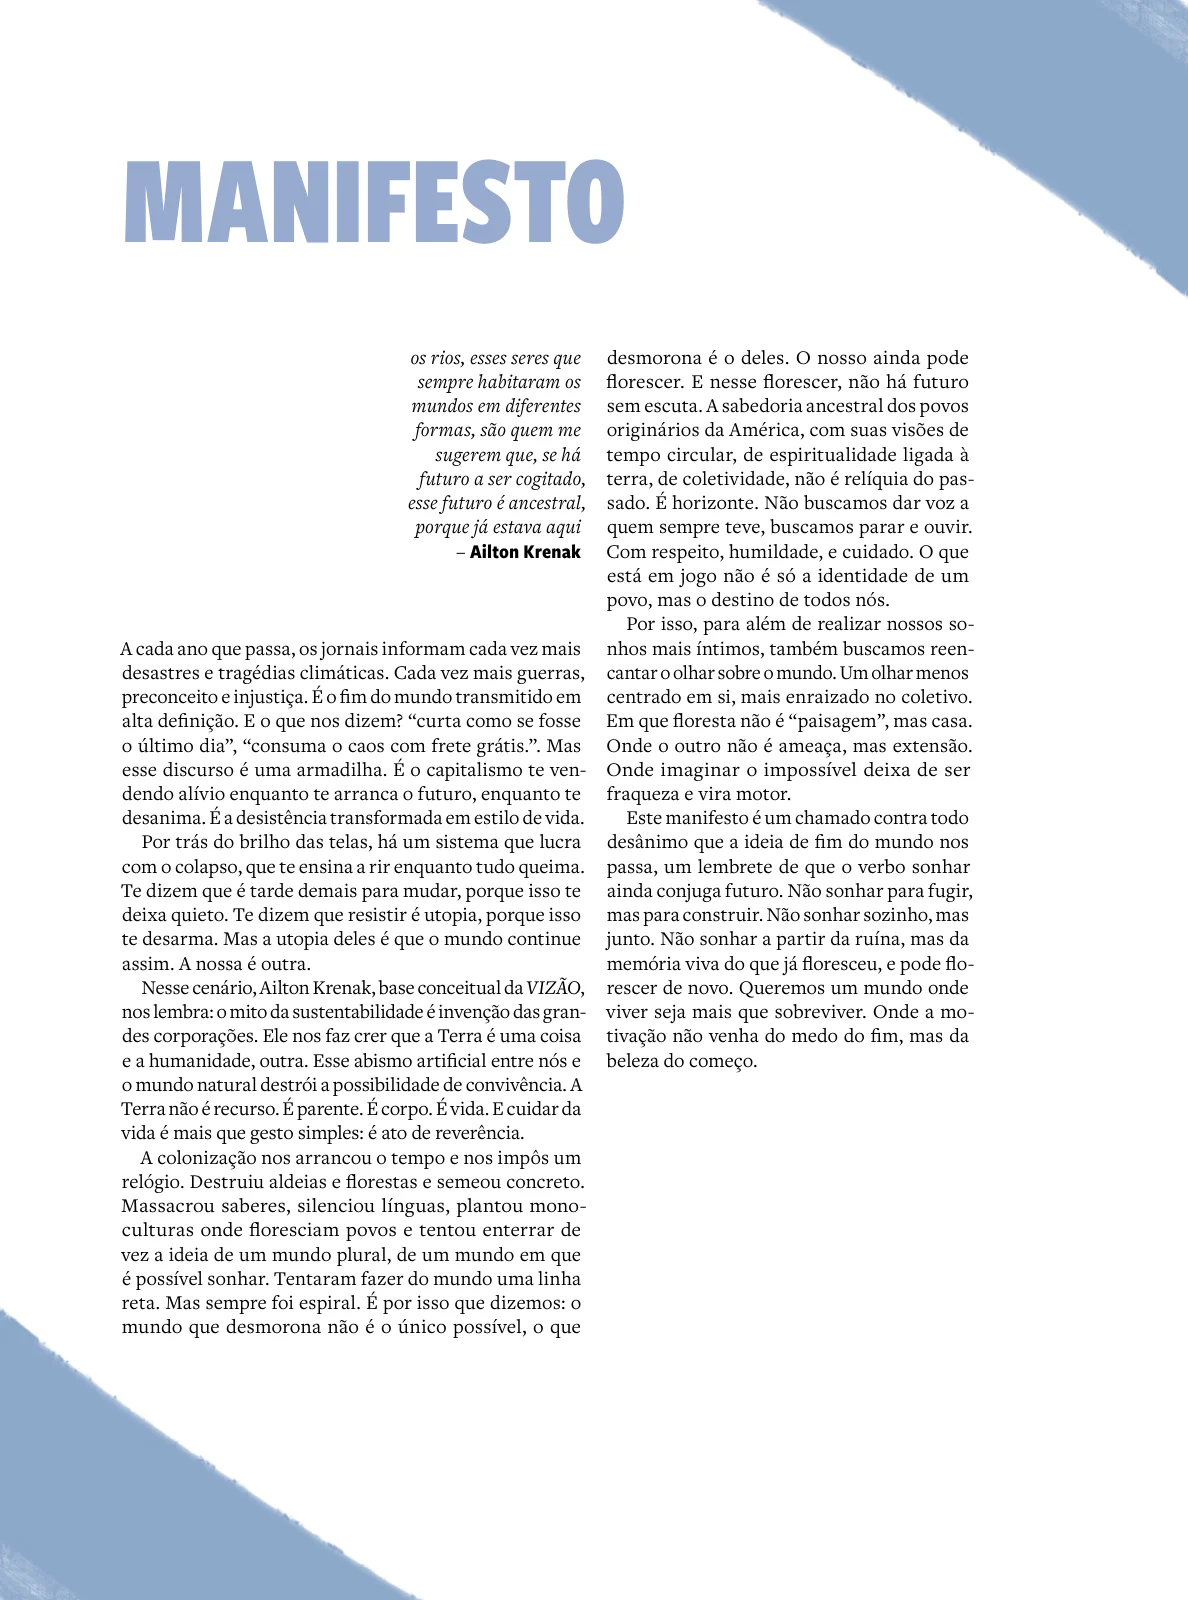 MANIFESTO
os rios, esses seres que
sempre habitaram os
mundos em diferentes
formas, são quem me
sugerem que, se há
futuro a ser cogitado,
esse futuro é ancestral,
porque já estava aqui
– Ailton Krenak
A cada ano que passa, os jornais informam cada vez mais
desastres e tragédias climáticas. Cada vez mais guerras,
preconceito e injustiça. É o fim do mundo transmitido em
alta definição. E o que nos dizem? “curta como se fosse
o último dia”, “consuma o caos com frete grátis.”. Mas
esse discurso é uma armadilha. É o capitalismo te ven-
dendo alívio enquanto te arranca o futuro, enquanto te
desanima. É a desistência transformada em estilo de vida.
Por trás do brilho das telas, há um sistema que lucra
com o colapso, que te ensina a rir enquanto tudo queima.
Te dizem que é tarde demais para mudar, porque isso te
deixa quieto. Te dizem que resistir é utopia, porque isso
te desarma. Mas a utopia deles é que o mundo continue
assim. A nossa é outra.
Nesse cenário, Ailton Krenak, base conceitual da VIZÃO,
nos lembra: o mito da sustentabilidade é invenção das gran-
des corporações. Ele nos faz crer que a Terra é uma coisa
e a humanidade, outra. Esse abismo artificial entre nós e
o mundo natural destrói a possibilidade de convivência. A
Terra não é recurso. É parente. É corpo. É vida. E cuidar da
vida é mais que gesto simples: é ato de reverência.
A colonização nos arrancou o tempo e nos impôs um
relógio. Destruiu aldeias e florestas e semeou concreto.
Massacrou saberes, silenciou línguas, plantou mono-
culturas onde floresciam povos e tentou enterrar de
vez a ideia de um mundo plural, de um mundo em que
é possível sonhar. Tentaram fazer do mundo uma linha
reta. Mas sempre foi espiral. É por isso que dizemos: o
mundo que desmorona não é o único possível, o que
desmorona é o deles. O nosso ainda pode
florescer. E nesse florescer, não há futuro
sem escuta. A sabedoria ancestral dos povos
originários da América, com suas visões de
tempo circular, de espiritualidade ligada à
terra, de coletividade, não é relíquia do pas-
sado. É horizonte. Não buscamos dar voz a
quem sempre teve, buscamos parar e ouvir.
Com respeito, humildade, e cuidado. O que
está em jogo não é só a identidade de um
povo, mas o destino de todos nós.
Por isso, para além de realizar nossos so-
nhos mais íntimos, também buscamos reen-
cantar o olhar sobre o mundo. Um olhar menos
centrado em si, mais enraizado no coletivo.
Em que floresta não é “paisagem”, mas casa.
Onde o outro não é ameaça, mas extensão.
Onde imaginar o impossível deixa de ser
fraqueza e vira motor.
Este manifesto é um chamado contra todo
desânimo que a ideia de fim do mundo nos
passa, um lembrete de que o verbo sonhar
ainda conjuga futuro. Não sonhar para fugir,
mas para construir. Não sonhar sozinho, mas
junto. Não sonhar a partir da ruína, mas da
memória viva do que já floresceu, e pode flo-
rescer de novo. Queremos um mundo onde
viver seja mais que sobreviver. Onde a mo-
tivação não venha do medo do fim, mas da
beleza do começo.